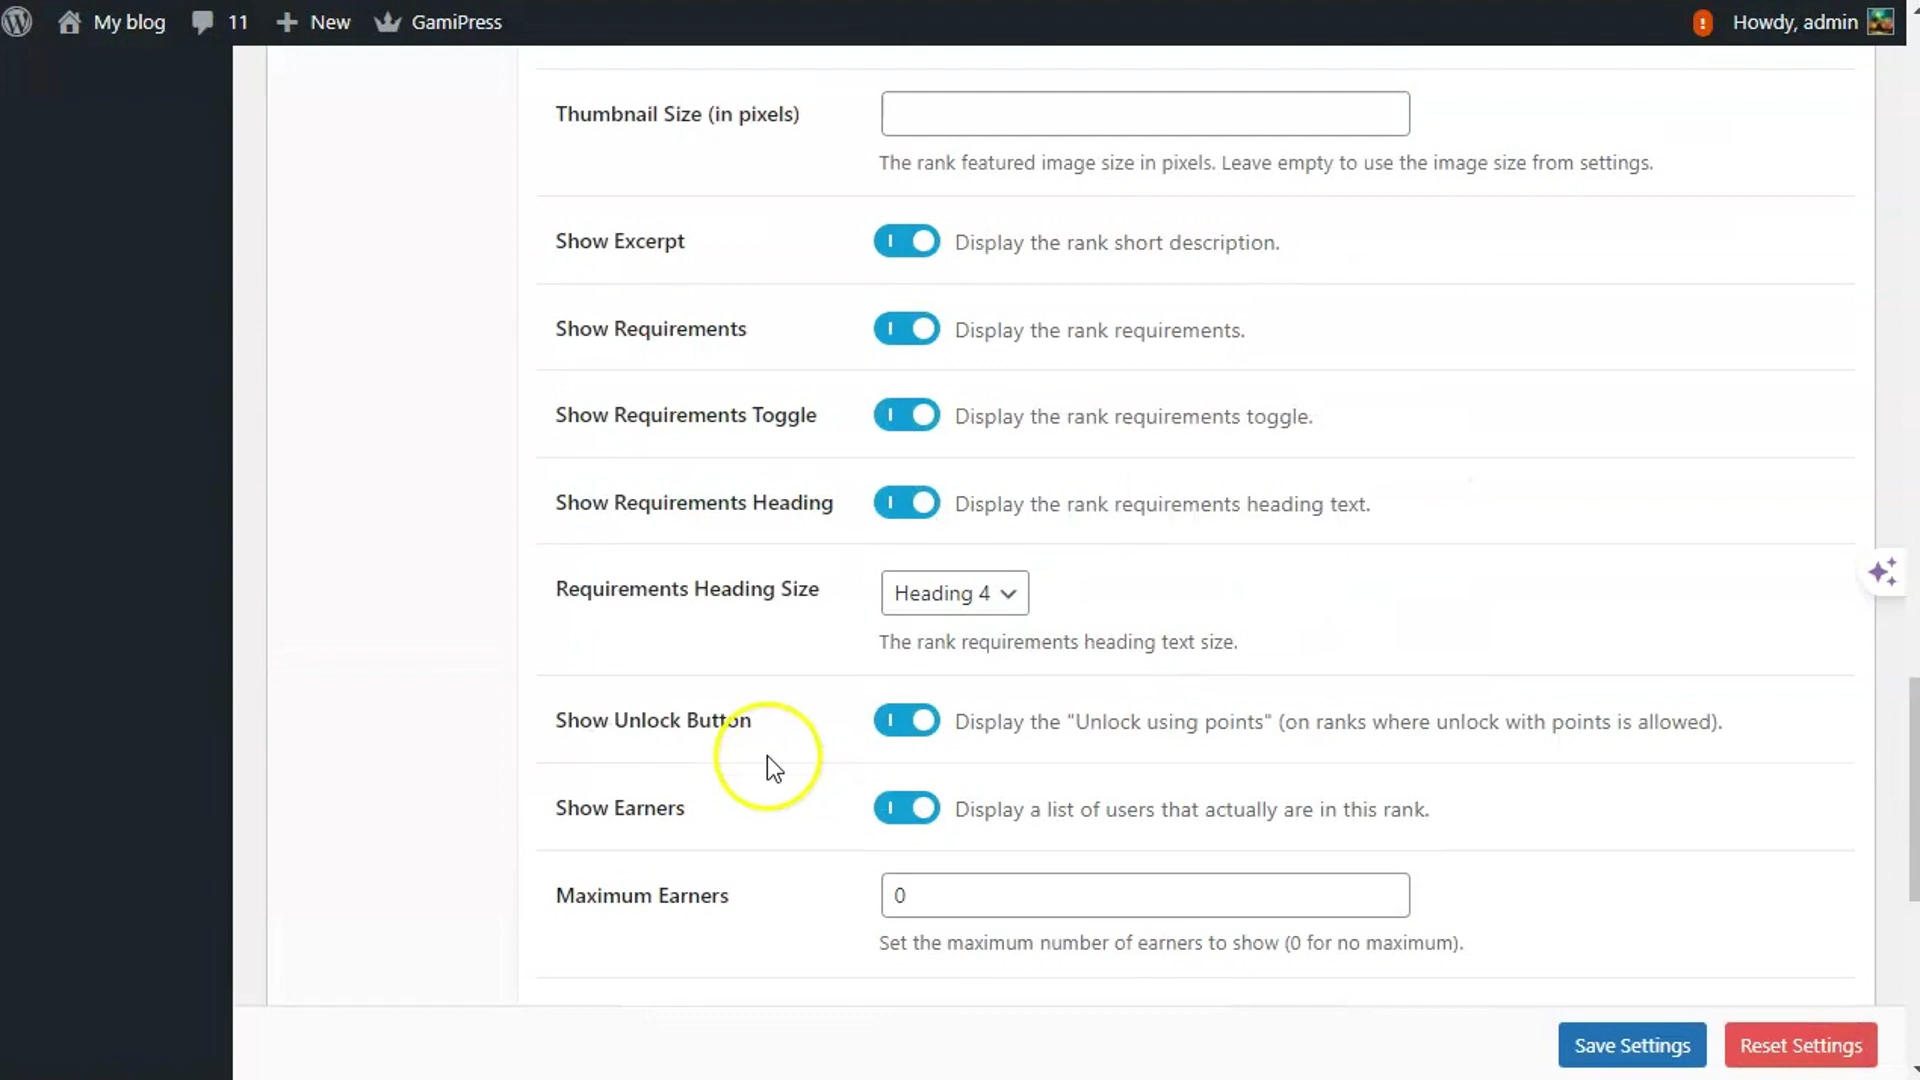 My blog 11 New GamiPress Howdy, admin
Thumbnail Size (in pixels)
The rank featured image size in pixels. Leave empty to use the image size from settings.
Show Excerpt Display the rank short description.
Show Requirements Display the rank requirements.
Show Requirements Toggle Display the rank requirements toggle.
Show Requirements Heading Display the rank requirements heading text.
Requirements Heading Size Heading 4
The rank requirements heading text size.
Show Unlock Button Display the "Unlock using points" (on ranks where unlock with points is allowed).
Show Earners Display a list of users that actually are in this rank.
Maximum Earners 0
Set the maximum number of earners to show (0 for no maximum).
Save Settings Reset Settings